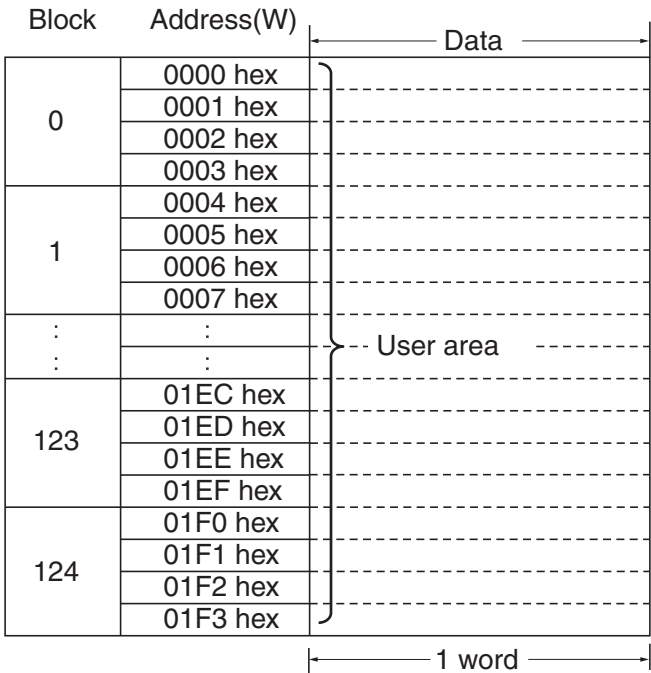 Block Address(W) Data
0 0000 hex
0001 hex
0002 hex
0003 hex
1 0004 hex
0005 hex
0006 hex
0007 hex
: :
: :
User area
123 01EC hex
01ED hex
01EE hex
01EF hex
124 01F0 hex
01F1 hex
01F2 hex
01F3 hex
1 word